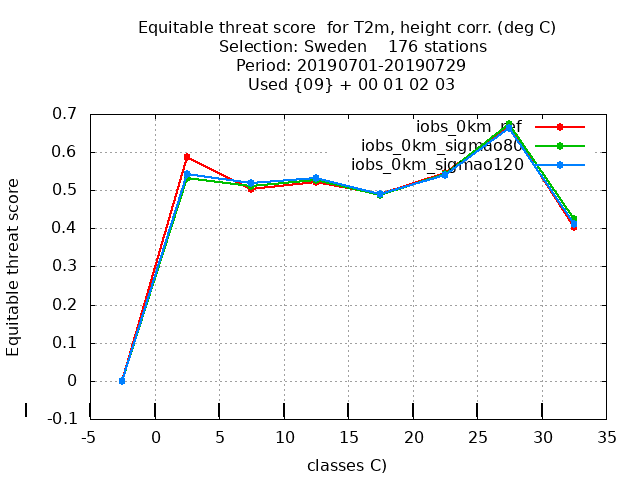 Equitable threat score  for T2m, height corr. (deg C)
Selection: Sweden    176 stations
Period: 20190701-20190729
Used {09} + 00 01 02 03
iobs_0km_ref
iobs_0km_sigmao80
iobs_0km_sigmao120
Equitable threat score
0.7
0.6
0.5
0.4
0.3
0.2
0.1
0
-0.1
-5 0 5 10 15 20 25 30 35
classes C)